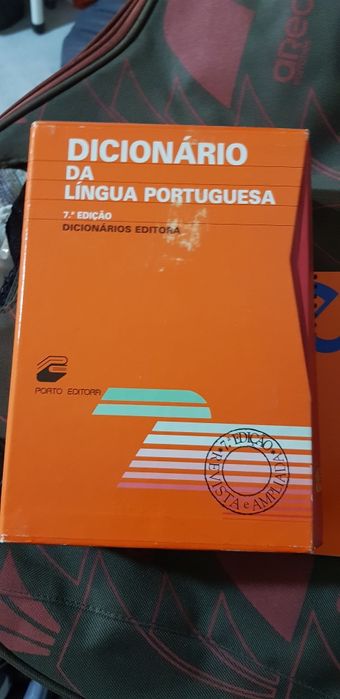 DICIONÁRIO
DA
LÍNGUA PORTUGUESA
7.ª EDIÇÃO
DICIONÁRIOS EDITORA
PORTO EDITORA
7.ª EDIÇÃO
REVISTA e AMPLIADA